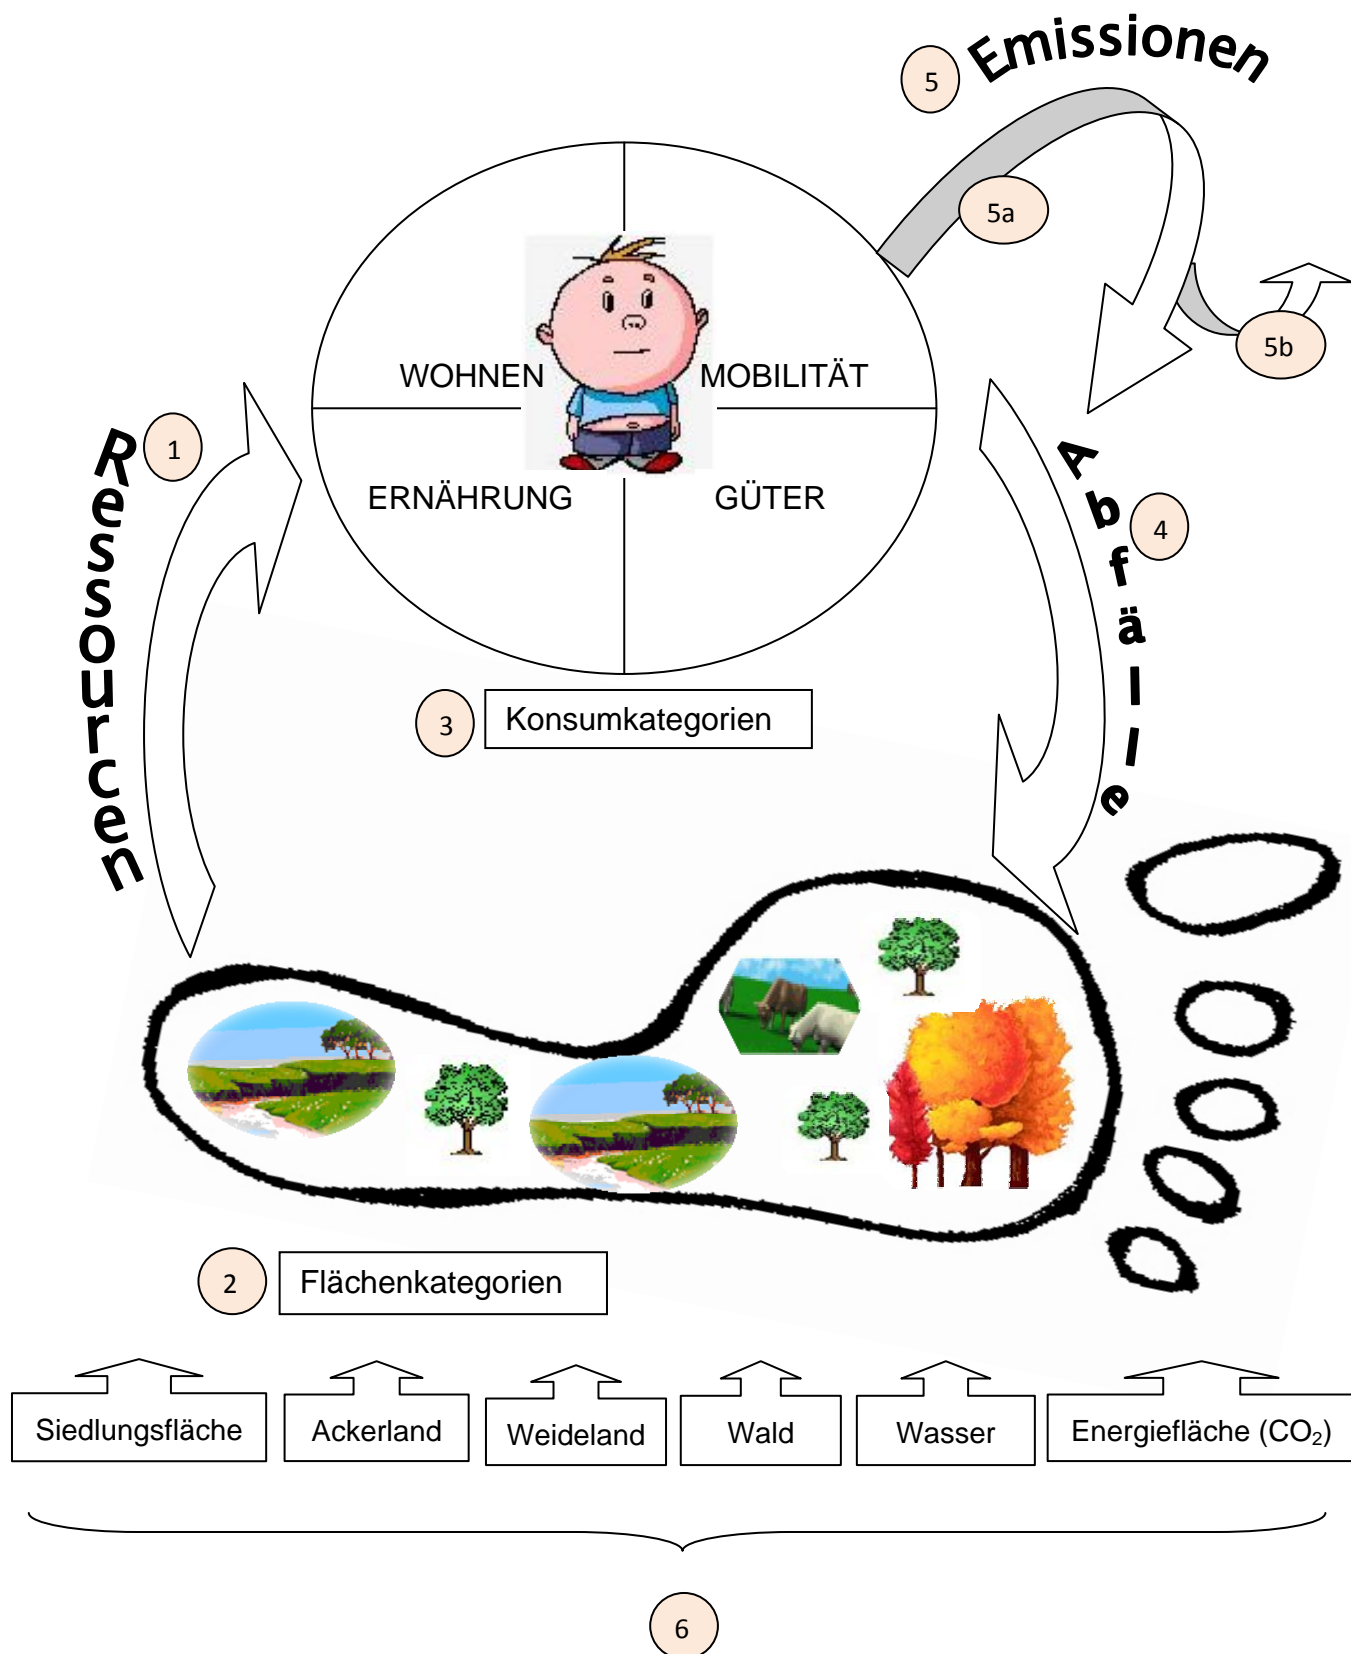 5 Emissionen
5a
5b
WOHNEN MOBILITÄT
1 Ressourcen
ERNÄHRUNG GÜTER
4 Abfälle
3 Konsumkategorien
2 Flächenkategorien
Siedlungsfläche Ackerland Weideland Wald Wasser Energiefläche (CO₂)
6